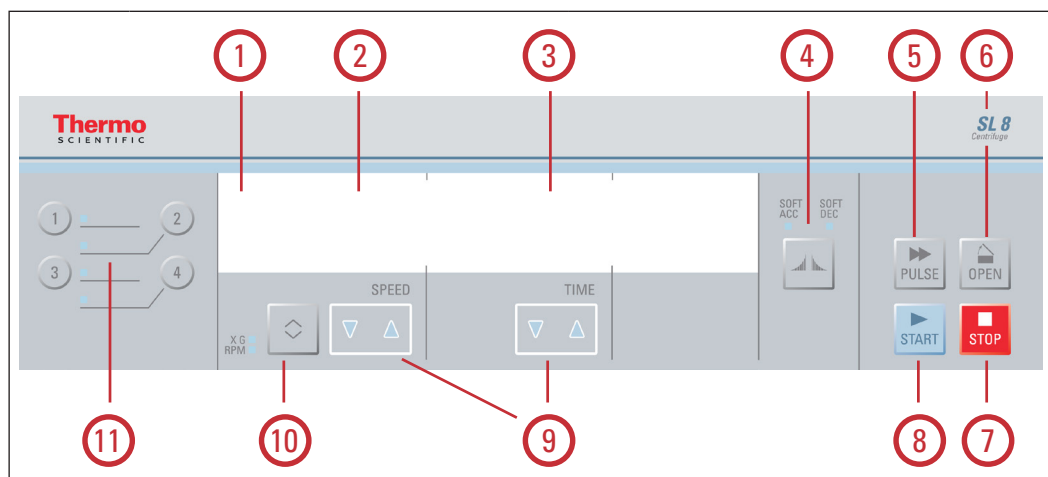 1 2 3 4 5 6
Thermo
SCIENTIFIC
SL 8
Centrifuge
1 2
3 4
SOFT ACC
SOFT DEC
SPEED
TIME
X G
RPM
PULSE
OPEN
START
STOP
11 10 9 8 7